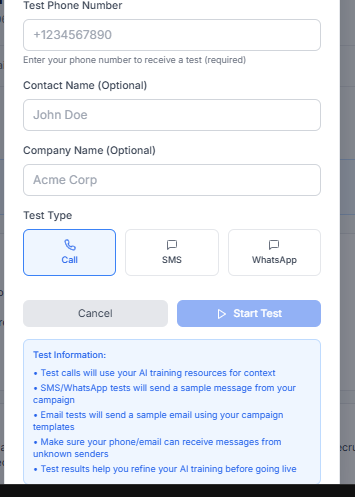 Test Phone Number
+1234567890
Enter your phone number to receive a test (required)
Contact Name (Optional)
John Doe
Company Name (Optional)
Acme Corp
Test Type
Call
SMS
WhatsApp
Cancel
Start Test
Test Information:
• Test calls will use your AI training resources for context
• SMS/WhatsApp tests will send a sample message from your
campaign
• Email tests will send a sample email using your campaign
templates
• Make sure your phone/email can receive messages from
unknown senders
• Test results help you refine your AI training before going live